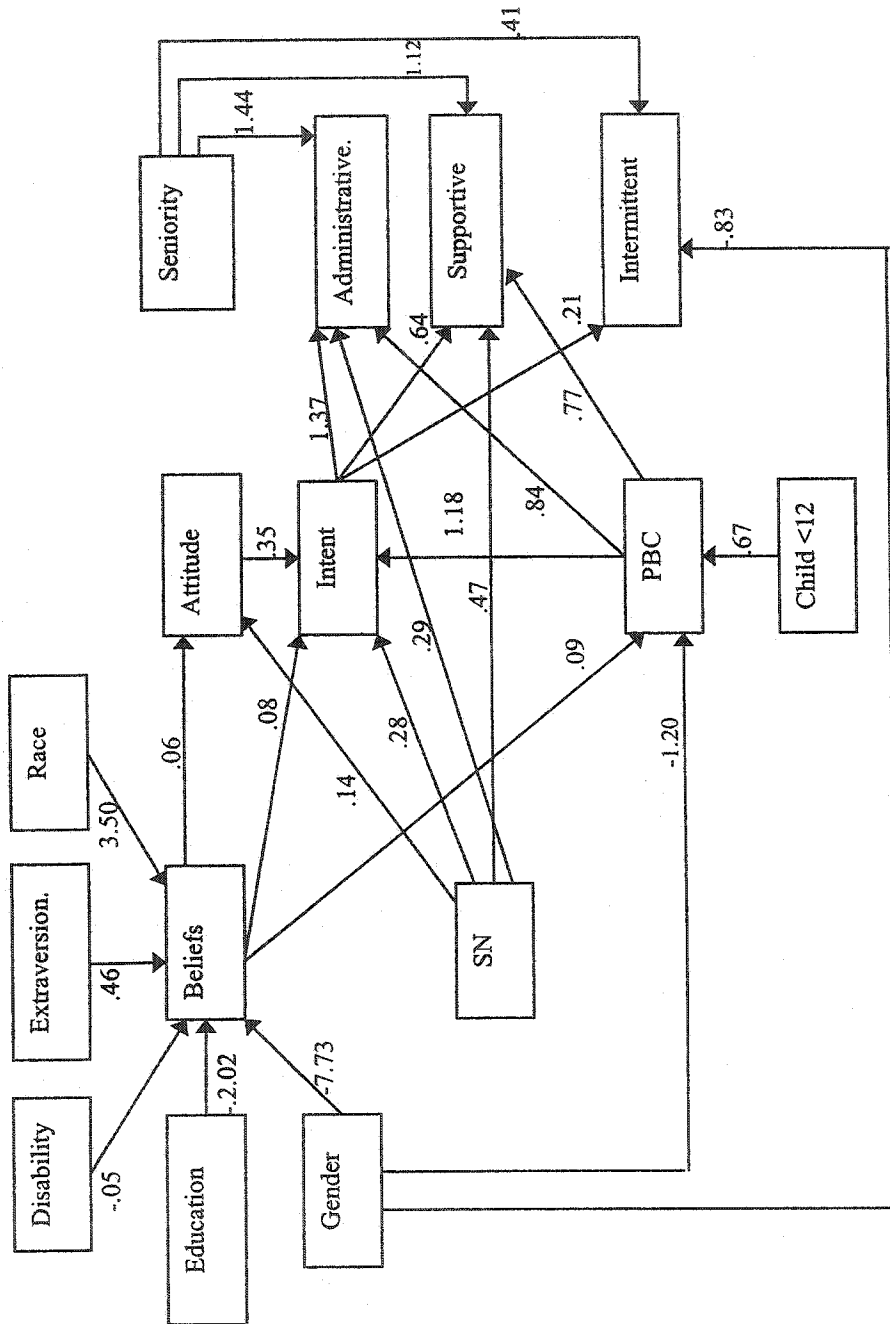 Disability
Extraversion.
Race
-.05
.46
3.50
Education
-.2.02
Beliefs
.06
Attitude
Seniority
.41
1.12
1.44
Gender
-7.73
.08
.35
Intent
1.37
Administrative.
.14
.28
.29
.64
Supportive
SN
.47
1.18
.84
.77
.21
Intermittent
.09
PBC
-1.20
.67
Child <12
-.83